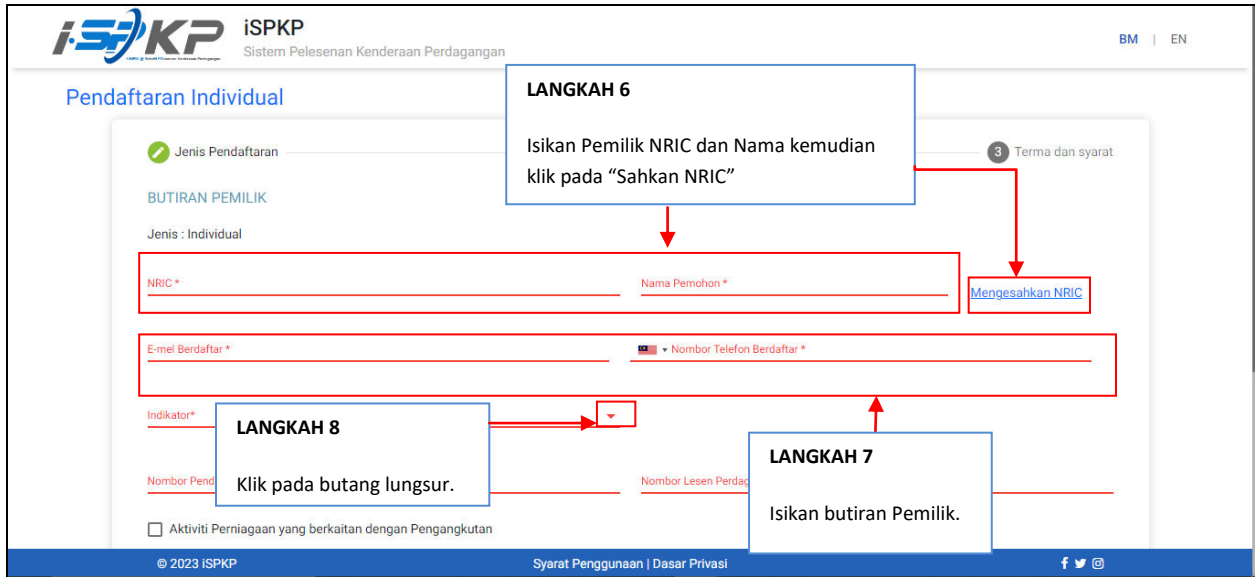 iSPKP
iSPKP
Sistem Pelesenan Kenderaan Perdagangan
BM | EN
Pendaftaran Individual
LANGKAH 6
Isikan Pemilik NRIC dan Nama kemudian
klik pada “Sahkan NRIC”
Jenis Pendaftaran
3 Terma dan syarat
BUTIRAN PEMILIK
Jenis : Individual
NRIC *
Nama Pemohon *
Mengesahkan NRIC
E-mel Berdaftar *
Nombor Telefon Berdaftar *
Indikator*
LANGKAH 8
Klik pada butang lungsur.
LANGKAH 7
Isikan butiran Pemilik.
Nombor Pend
Nombor Lesen Perdag
Aktiviti Perniagaan yang berkaitan dengan Pengangkutan
© 2023 iSPKP
Syarat Penggunaan | Dasar Privasi